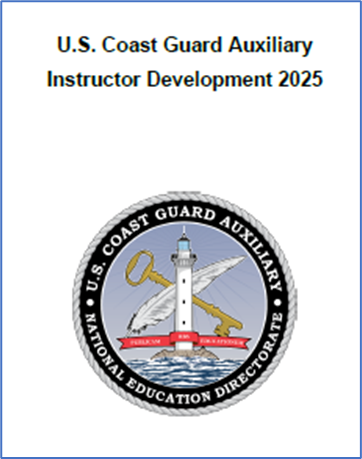 U.S. Coast Guard Auxiliary
Instructor Development 2025
U.S. COAST GUARD AUXILIARY
NATIONAL EDUCATION DIRECTORATE